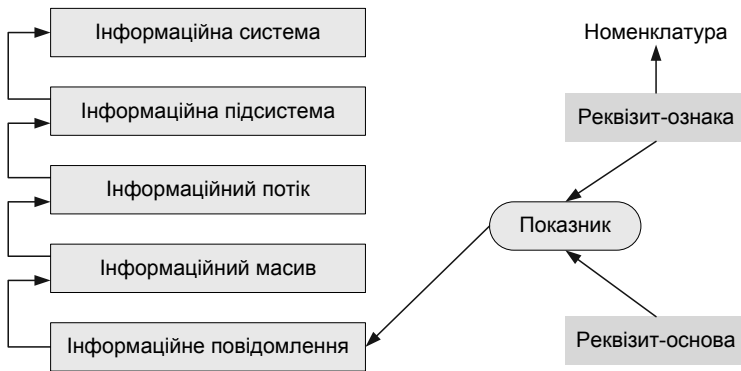 Інформаційна система
Інформаційна підсистема
Інформаційний потік
Інформаційний масив
Інформаційне повідомлення
Номенклатура
Реквізит-ознака
Показник
Реквізит-основа